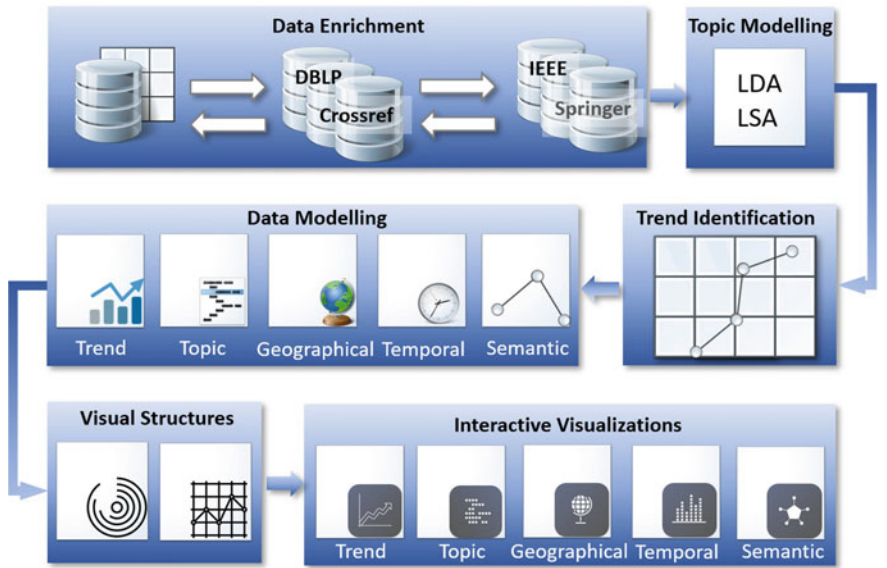 Data Enrichment
DBLP
Crossref
IEEE
Springer
Topic Modelling
LDA
LSA
Trend Identification
Data Modelling
Trend
Topic
Geographical
Temporal
Semantic
Visual Structures
Interactive Visualizations
Trend
Topic
Geographical
Temporal
Semantic